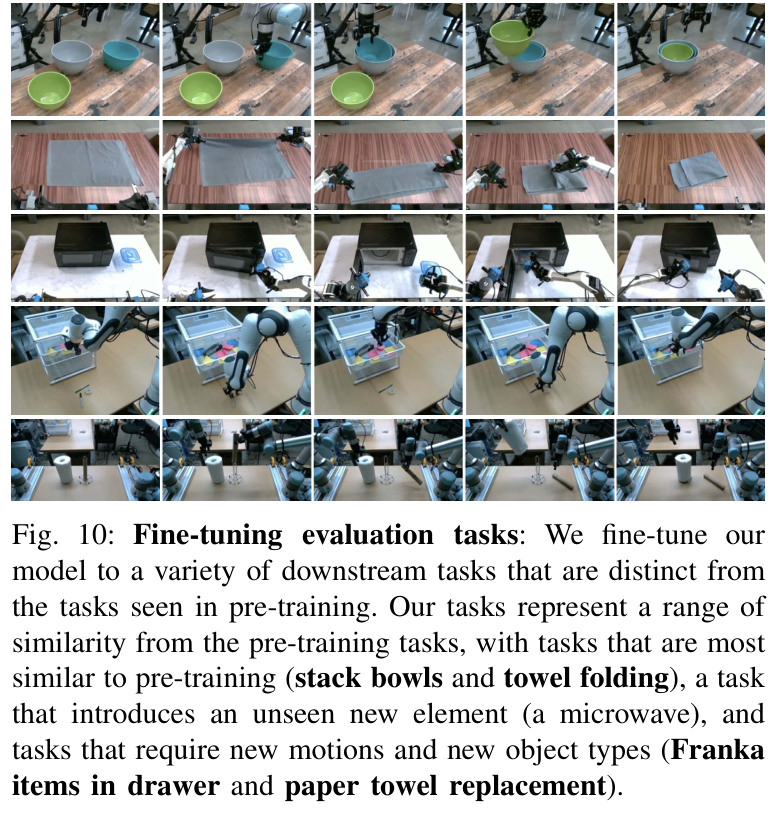 Fig. 10: Fine-tuning evaluation tasks: We fine-tune our
model to a variety of downstream tasks that are distinct from
the tasks seen in pre-training. Our tasks represent a range of
similarity from the pre-training tasks, with tasks that are most
similar to pre-training (stack bowls and towel folding), a task
that introduces an unseen new element (a microwave), and
tasks that require new motions and new object types (Franka
items in drawer and paper towel replacement).